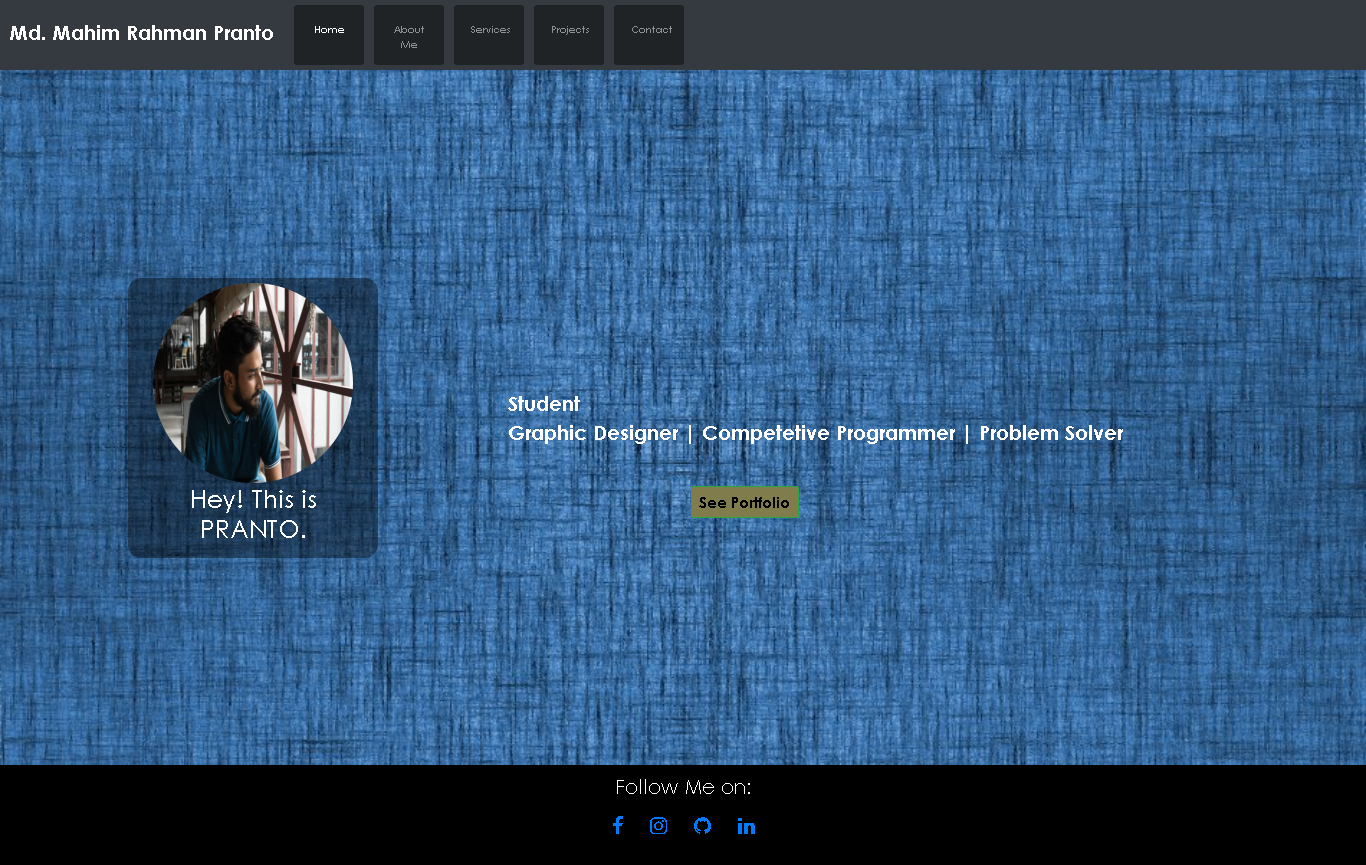 Md. Mahim Rahman Pranto
Home
About
Me
Services
Projects
Contact
Hey! This is
PRANTO.
Student
Graphic Designer | Competetive Programmer | Problem Solver
See Portfolio
Follow Me on: